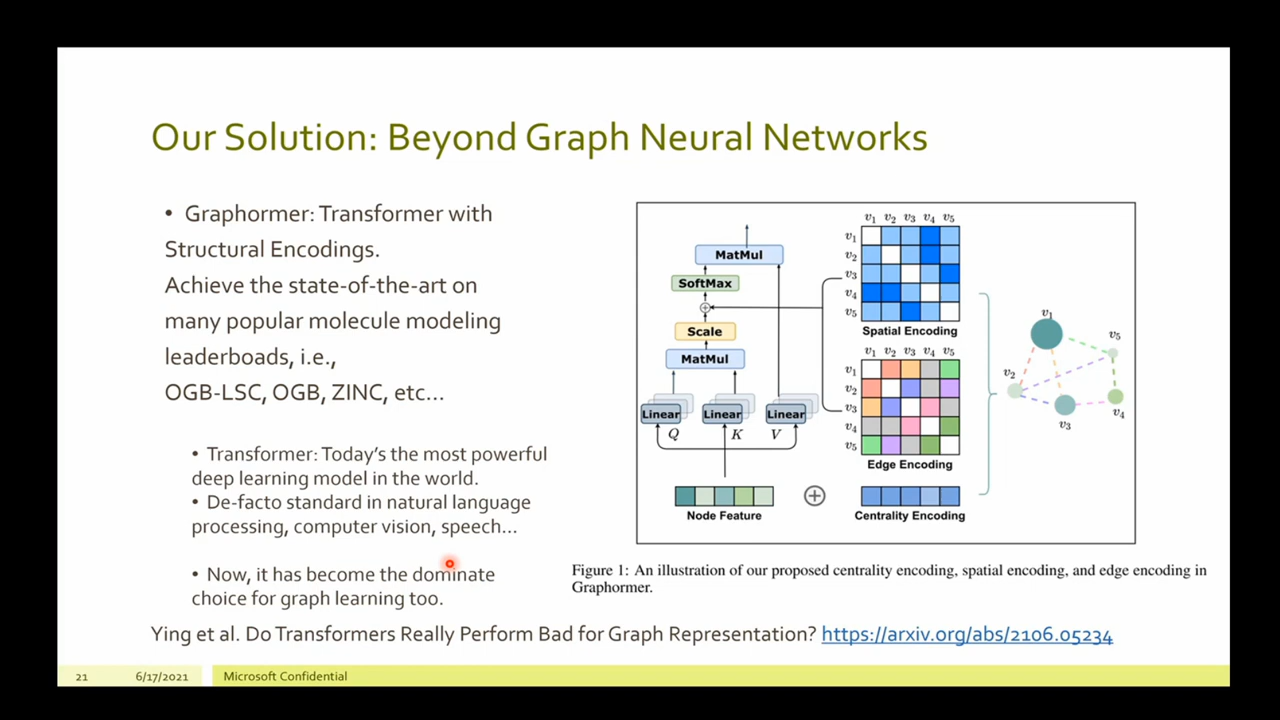 Our Solution: Beyond Graph Neural Networks
• Graphormer: Transformer with
Structural Encodings.
Achieve the state-of-the-art on
many popular molecule modeling
leaderboads, i.e.,
OGB-LSC, OGB, ZINC, etc…
• Transformer: Today's the most powerful
deep learning model in the world.
• De-facto standard in natural language
processing, computer vision, speech…
• Now, it has become the dominate
choice for graph learning too.
MatMul
SoftMax
Scale
MatMul
Linear
Linear
Linear
Q
K
V
Node Feature
v1 v2 v3 v4 v5
v1
v2
v3
v4
v5
Spatial Encoding
v1 v2 v3 v4 v5
v1
v2
v3
v4
v5
Edge Encoding
Centrality Encoding
v1
v5
v2
v3
v4
Figure 1: An illustration of our proposed centrality encoding, spatial encoding, and edge encoding in
Graphormer.
Ying et al. Do Transformers Really Perform Bad for Graph Representation? https://arxiv.org/abs/2106.05234
21 6/17/2021 Microsoft Confidential